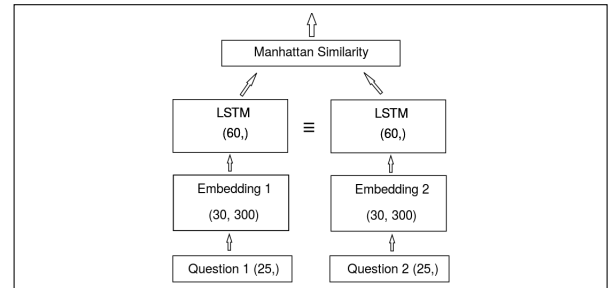 Manhattan Similarity
LSTM
(60,)
≡
LSTM
(60,)
Embedding 1
(30, 300)
Embedding 2
(30, 300)
Question 1 (25,)
Question 2 (25,)